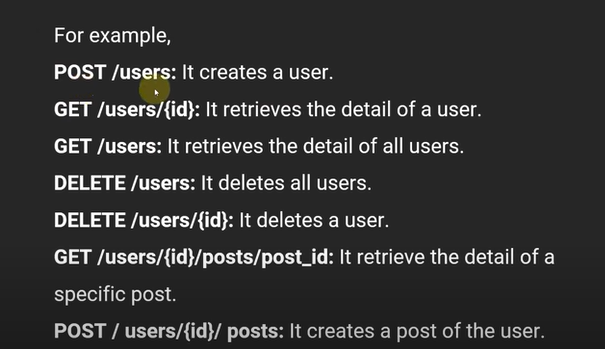 For example,
POST /users: It creates a user.
GET /users/{id}: It retrieves the detail of a user.
GET /users: It retrieves the detail of all users.
DELETE /users: It deletes all users.
DELETE /users/{id}: It deletes a user.
GET /users/{id}/posts/post_id: It retrieve the detail of a
specific post.
POST / users/{id}/ posts: It creates a post of the user.